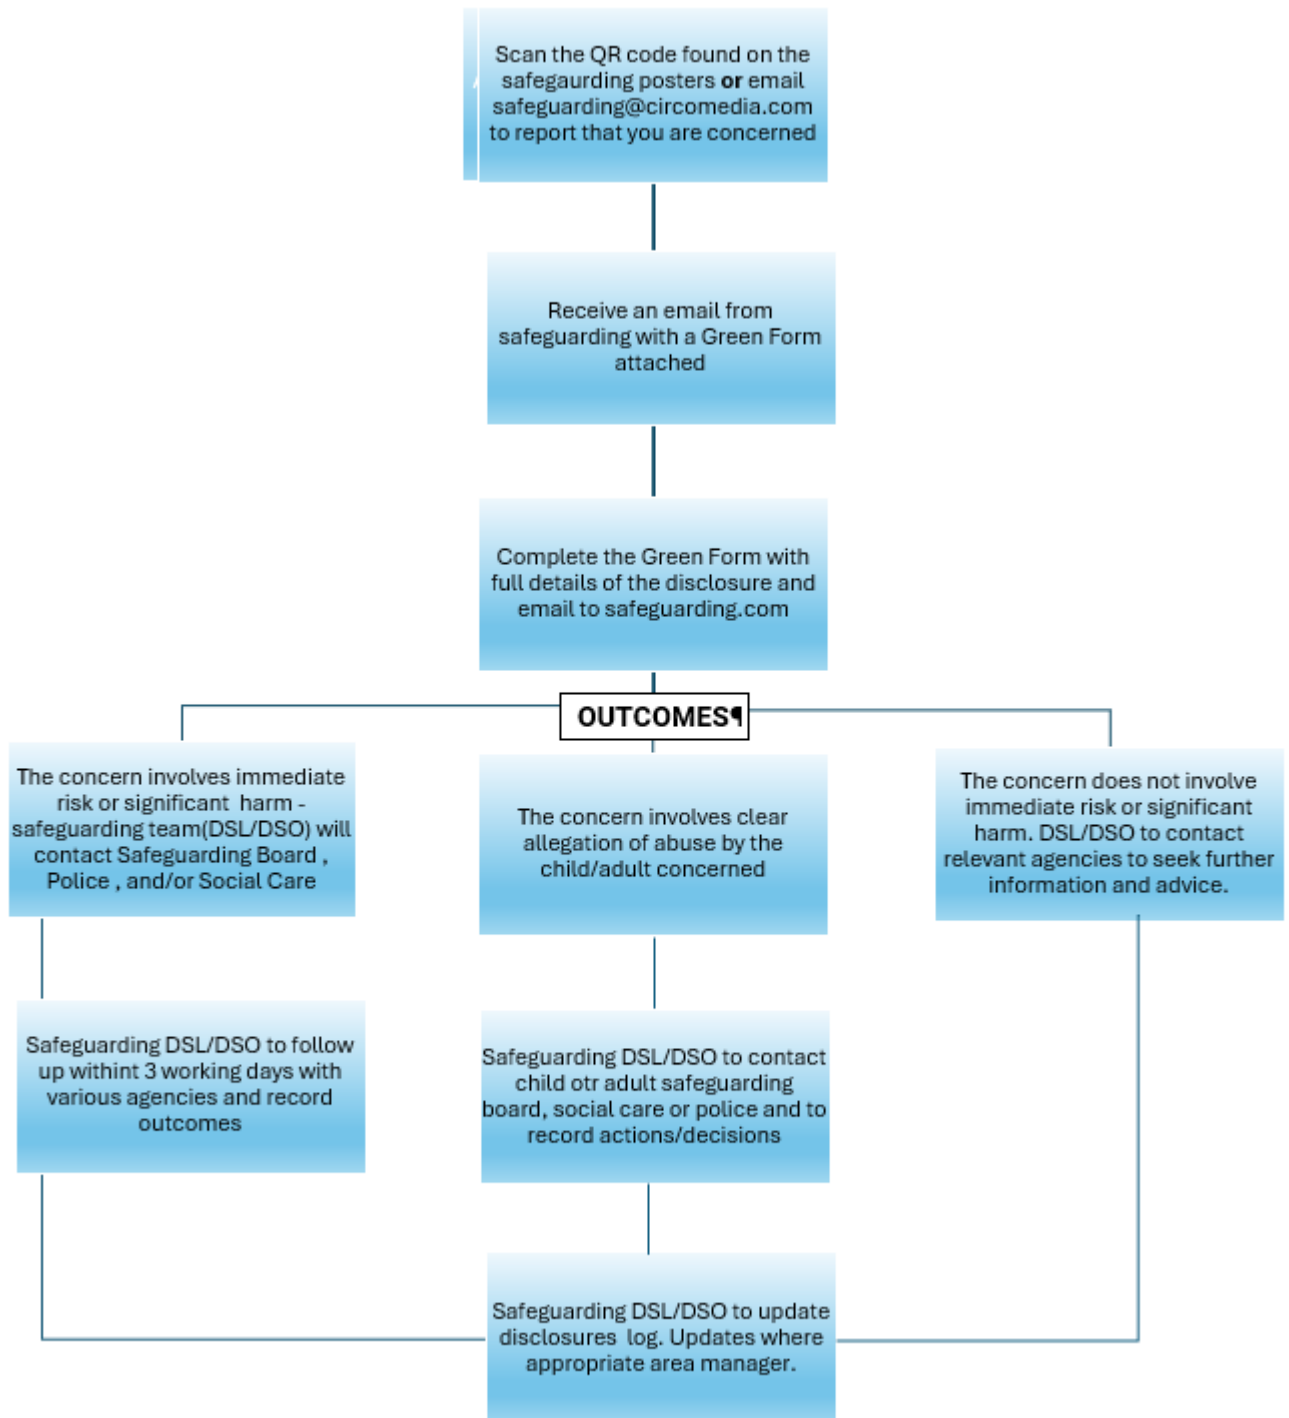 Scan the QR code found on the
safegaurding posters or email
safeguarding@circomedia.com
to report that you are concerned
Receive an email from
safeguarding with a Green Form
attached
Complete the Green Form with
full details of the disclosure and
email to safeguarding.com
OUTCOMES¶
The concern involves immediate
risk or significant harm -
safeguarding team(DSL/DSO) will
contact Safeguarding Board ,
Police , and/or Social Care
The concern involves clear
allegation of abuse by the
child/adult concerned
The concern does not involve
immediate risk or significant
harm. DSL/DSO to contact
relevant agencies to seek further
information and advice.
Safeguarding DSL/DSO to follow
up withint 3 working days with
various agencies and record
outcomes
Safeguarding DSL/DSO to contact
child otr adult safeguarding
board, social care or police and to
record actions/decisions
Safeguarding DSL/DSO to update
disclosures log. Updates where
appropriate area manager.